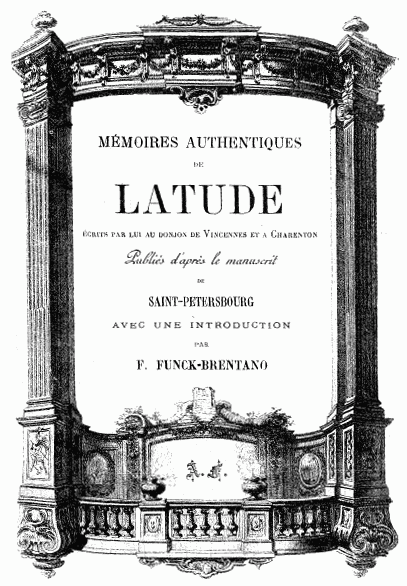 MÉMOIRES AUTHENTIQUES
DE
LATUDE
ÉCRITS PAR LUI AU DONJON DE VINCENNES ET A CHARENTON
Publiés d'après le manuscrit
DE
SAINT-PETERSBOURG
AVEC UNE INTRODUCTION
PAR
F. FUNCK-BRENTANO